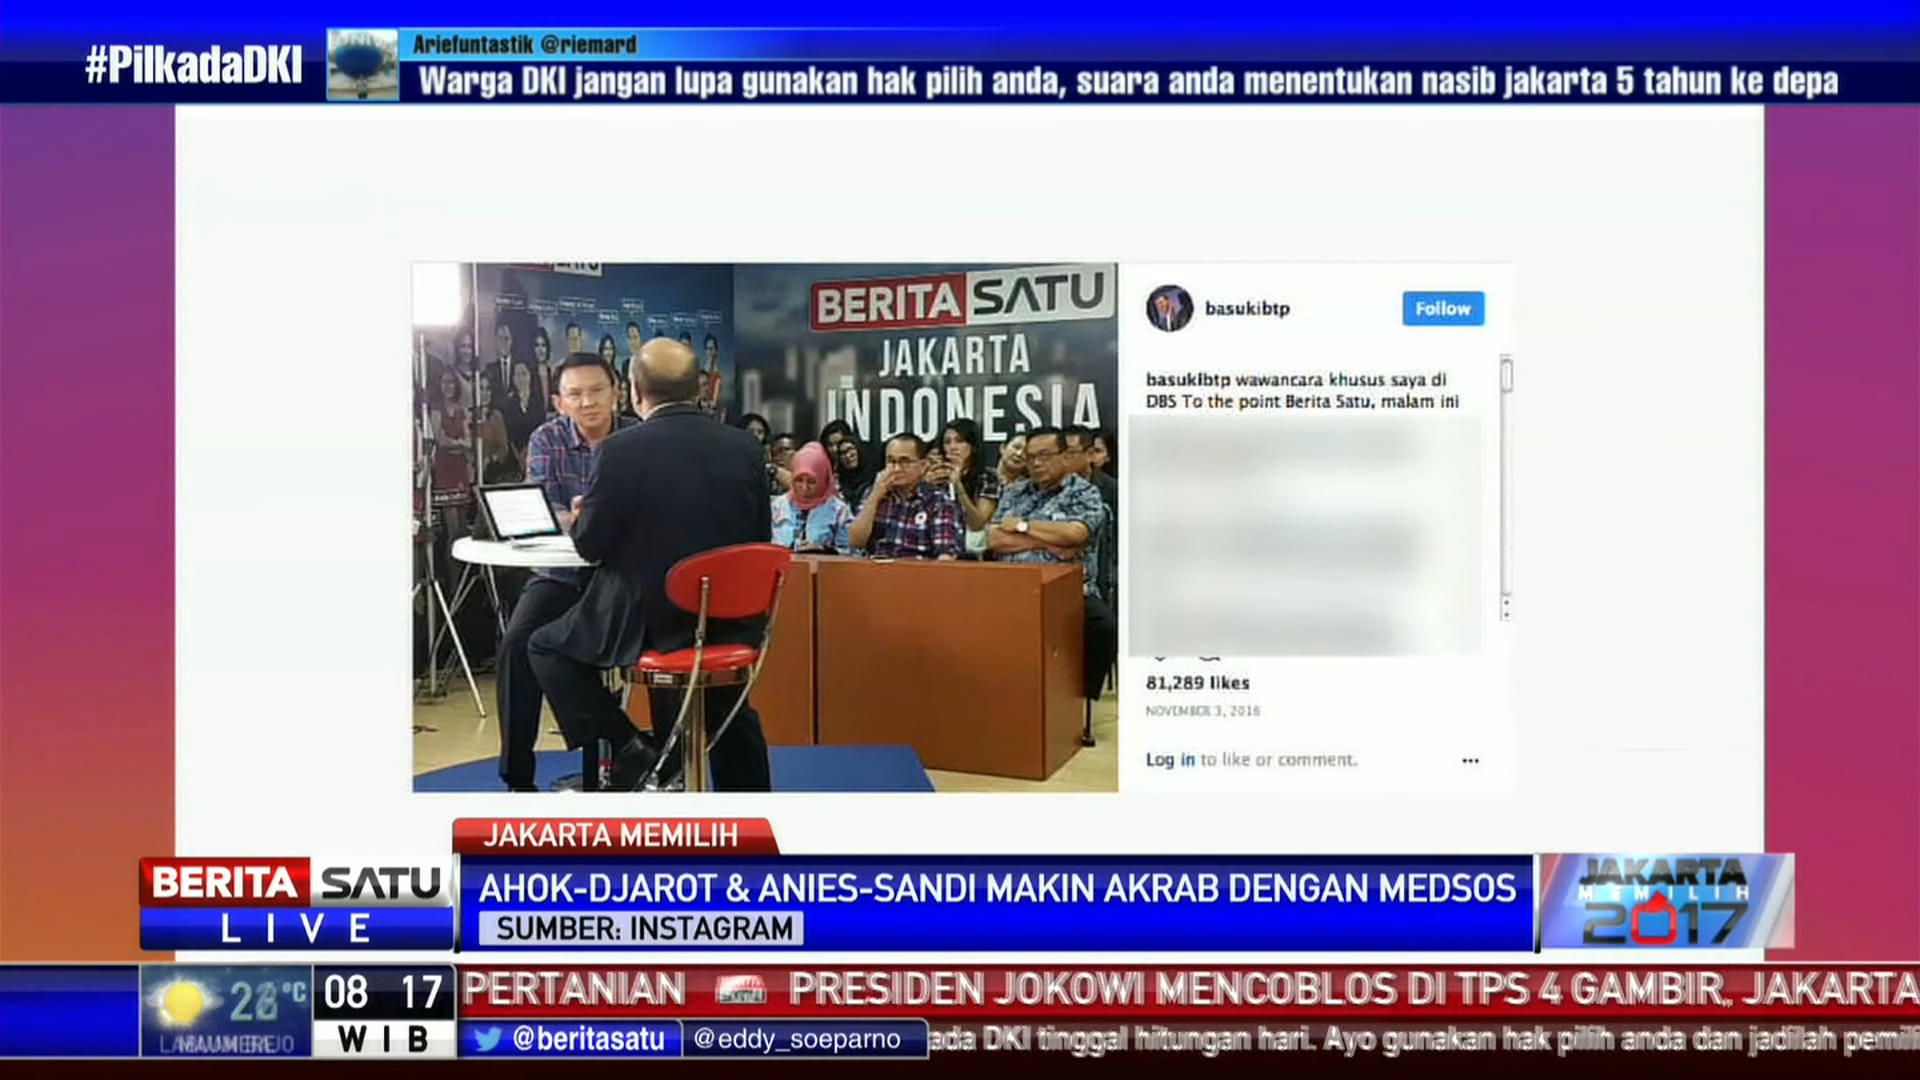 #PilkadaDKI
Ariefuntastik @riemard
Warga DKI jangan lupa gunakan hak pilih anda, suara anda menentukan nasib jakarta 5 tahun ke depa
BERITA SATU
JAKARTA
INDONESIA
basukibtp
Follow
basukibtp wawancara khusus saya di
DBS To the point Berita Satu, malam ini
81,289 likes
NOVEMBER 3, 2016
Log in to like or comment.
JAKARTA MEMILIH
BERITA SATU
LIVE
AHOK-DJAROT & ANIES-SANDI MAKIN AKRAB DENGAN MEDSOS
SUMBER: INSTAGRAM
JAKARTA
MEMILIH
2017
08 17
WIB
PERTANIAN
PRESIDEN JOKOWI MENCOBLOS DI TPS 4 GAMBIR, JAKARTA
@beritasatu
@eddy_soeparno
ada DKI tinggal hitungan hari. Ayo gunakan hak pilih anda dan jadilah pemili